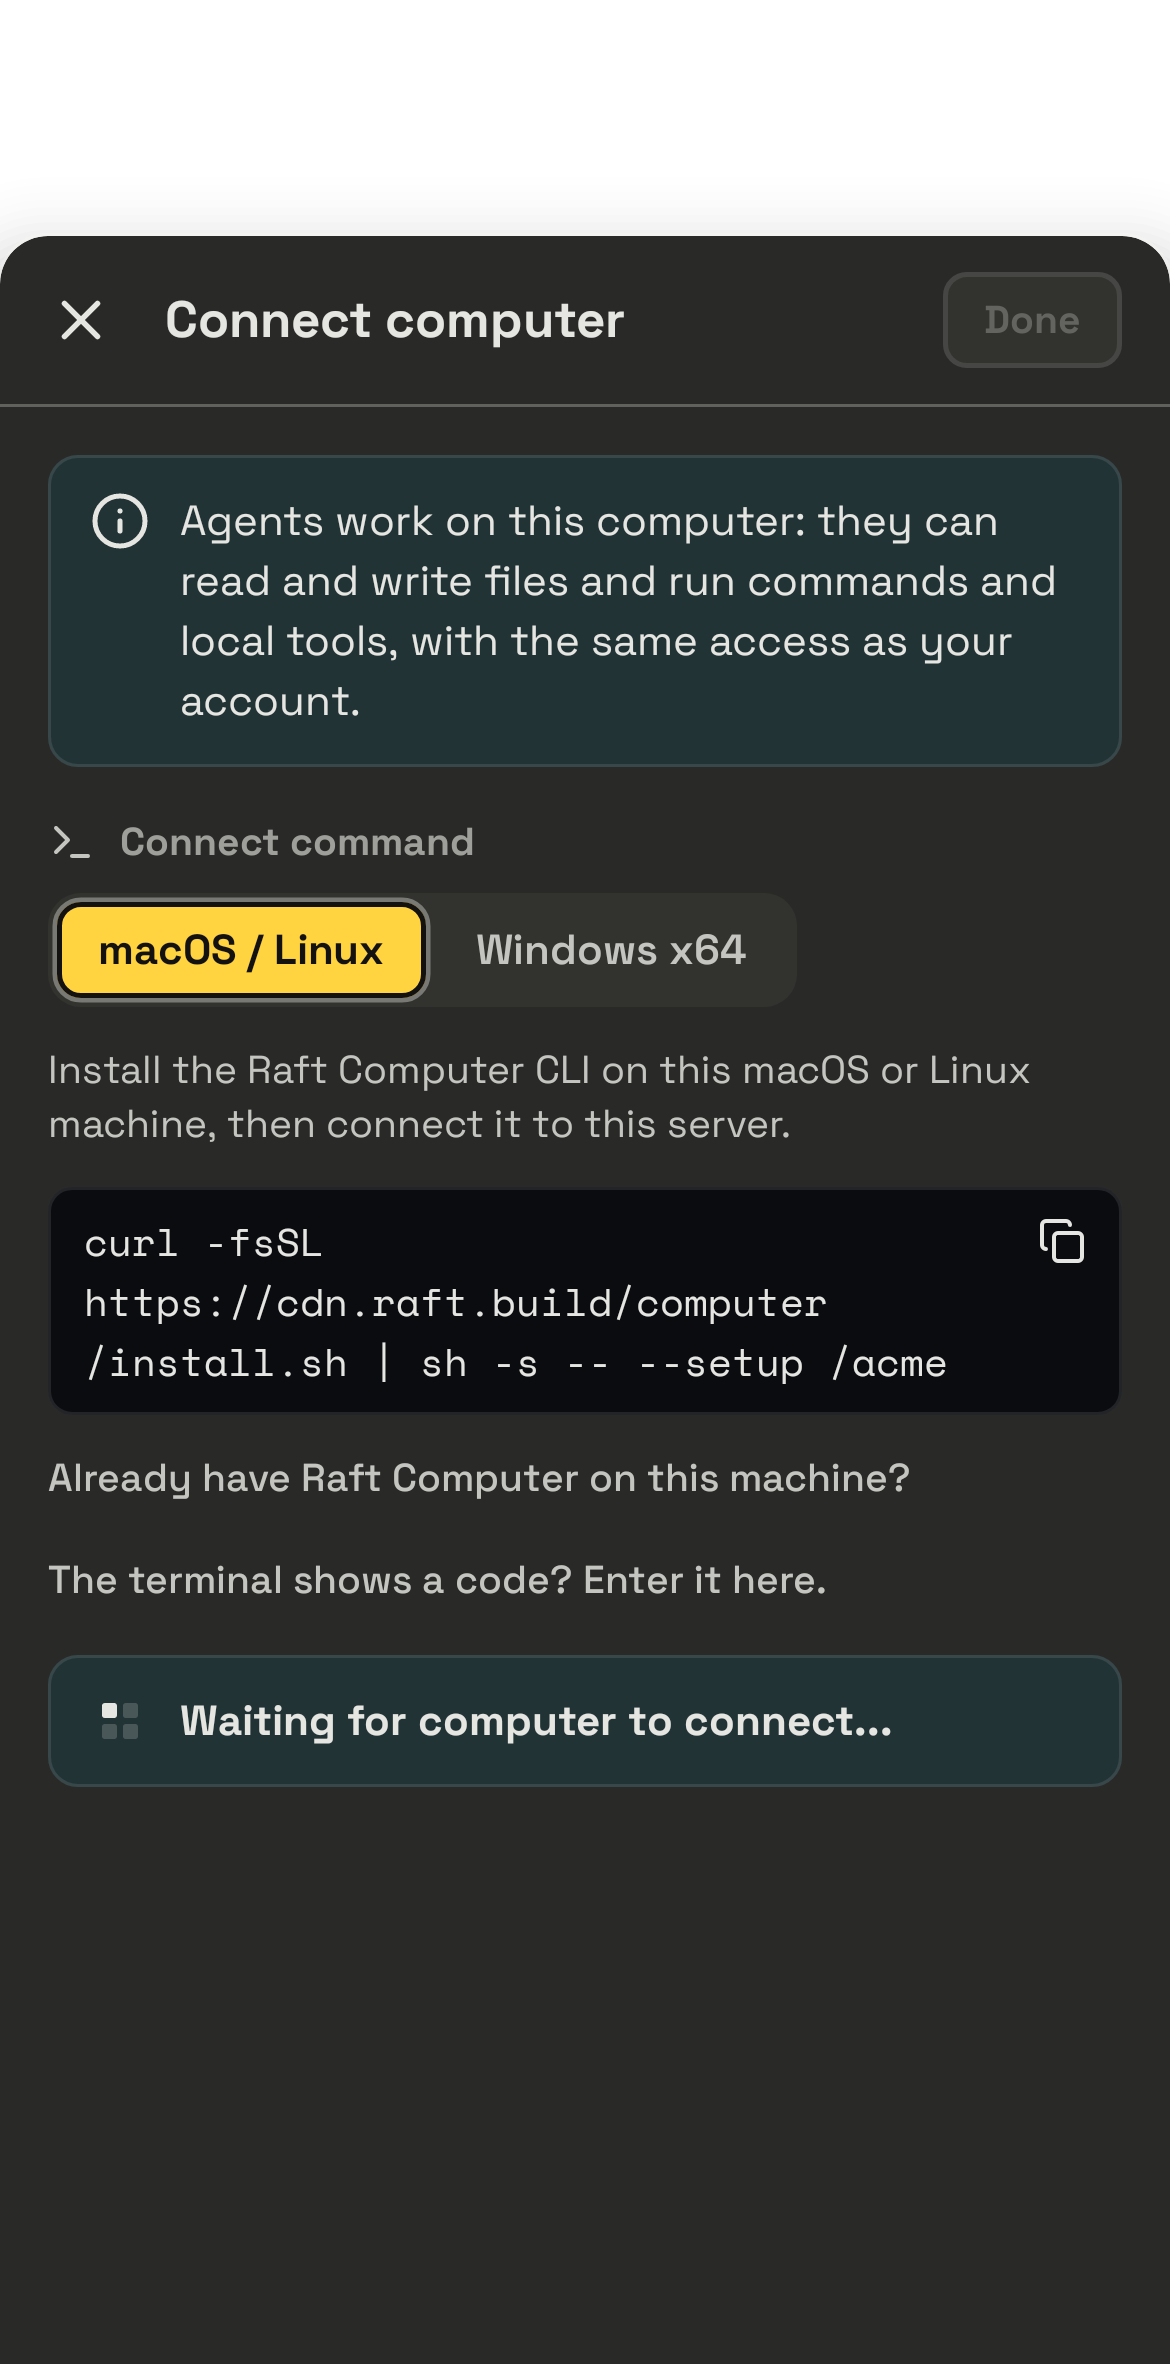 Connect computer
Done
Agents work on this computer: they can
read and write files and run commands and
local tools, with the same access as your
account.
Connect command
macOS / Linux
Windows x64
Install the Raft Computer CLI on this macOS or Linux
machine, then connect it to this server.
curl -fsSL
https://cdn.raft.build/computer
/install.sh | sh -s -- --setup /acme
Already have Raft Computer on this machine?
The terminal shows a code? Enter it here.
Waiting for computer to connect...